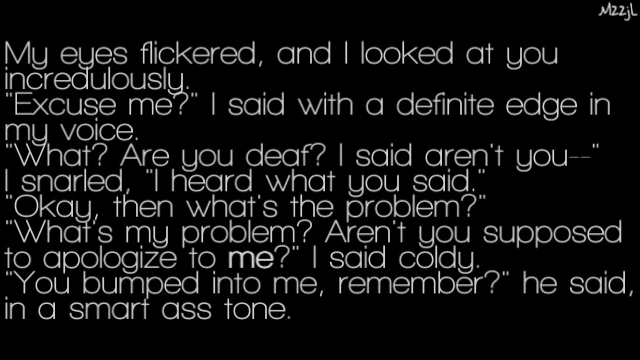 MzzjL
My eyes flickered, and I looked at you
incredulously.
"Excuse me?" I said with a definite edge in
my voice.
"What? Are you deaf? I said aren't you--"
I snarled, "I heard what you said."
"Okay, then what's the problem?"
"What's my problem? Aren't you supposed
to apologize to me?" I said coldy.
"You bumped into me, remember?" he said,
in a smart ass tone.